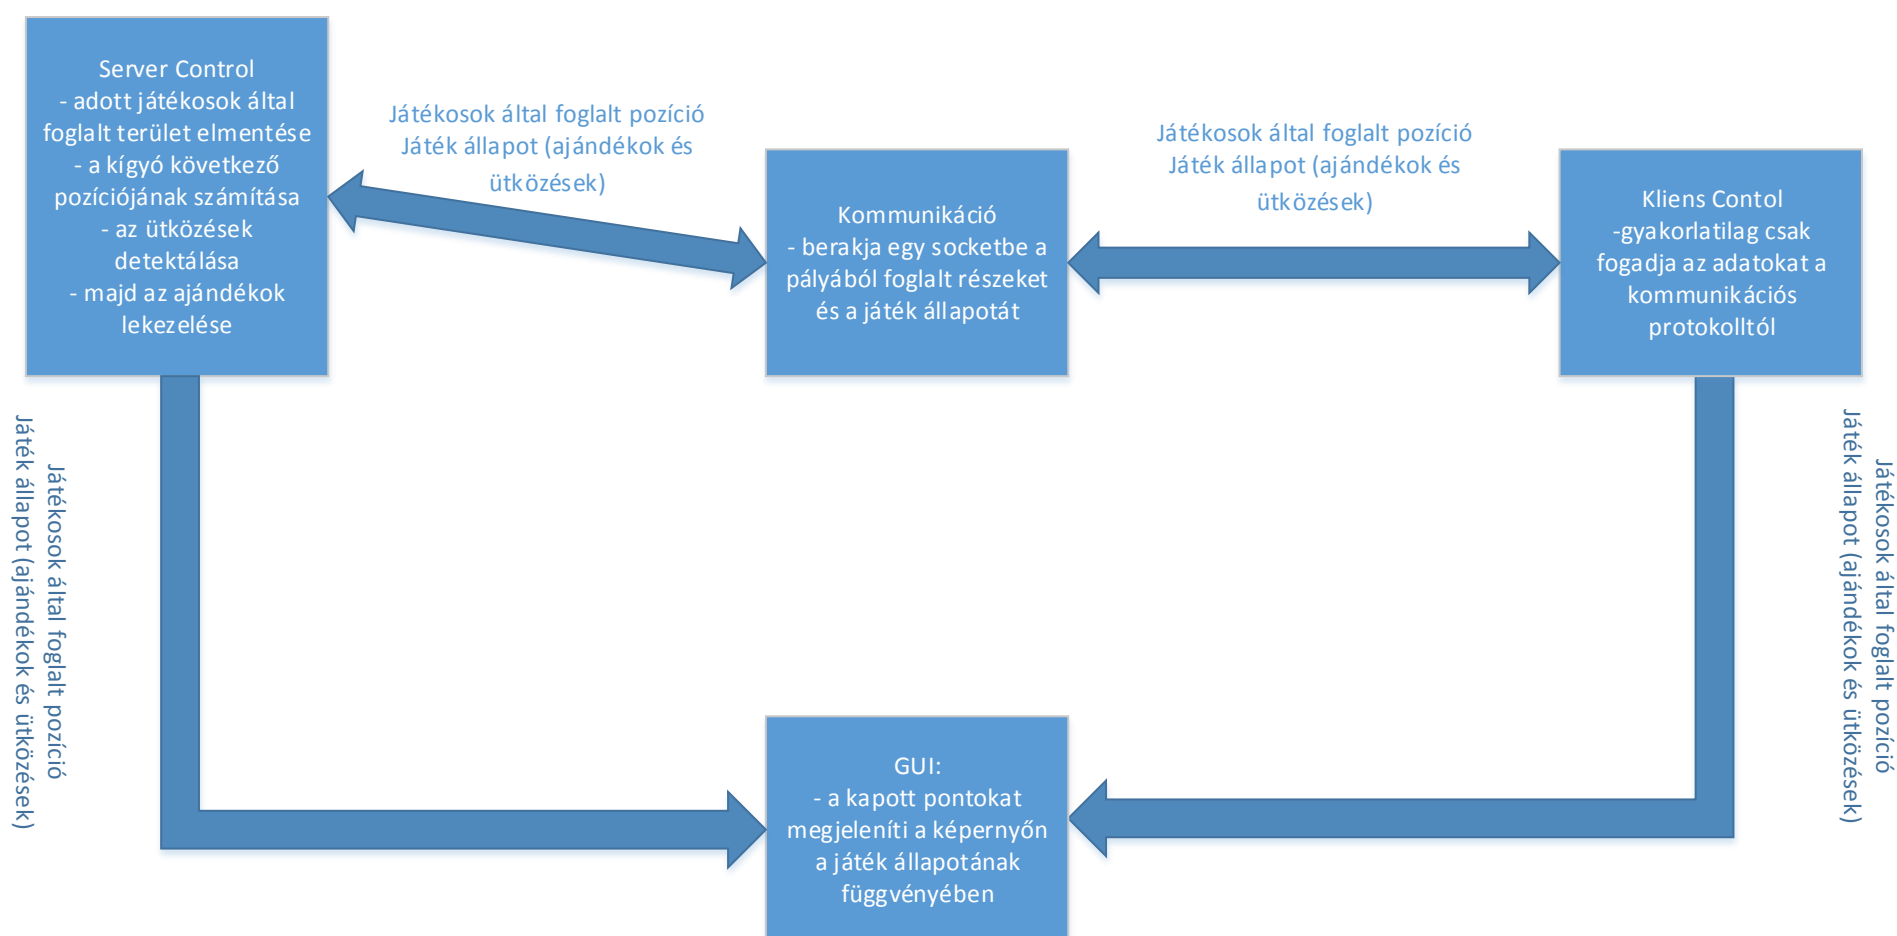 Server Control
- adott játékosok által
foglalt terület elmentése
- a kígyó következő
pozíciójának számítása
- az ütközések
detektálása
- majd az ajándékok
lekezelése
Játékosok által foglalt pozíció
Játék állapot (ajándékok és
ütközések)
Kommunikáció
- berakja egy socketbe a
pályából foglalt részeket
és a játék állapotát
Játékosok által foglalt pozíció
Játék állapot (ajándékok és
ütközések)
Kliens Contol
-gyakorlatilag csak
fogadja az adatokat a
kommunikációs
protokolltól
Játékosok által foglalt pozíció
Játék állapot (ajándékok és ütközések)
Játékosok által foglalt pozíció
Játék állapot (ajándékok és ütközések)
GUI:
- a kapott pontokat
megjeleníti a képernyőn
a játék állapotának
függvényében